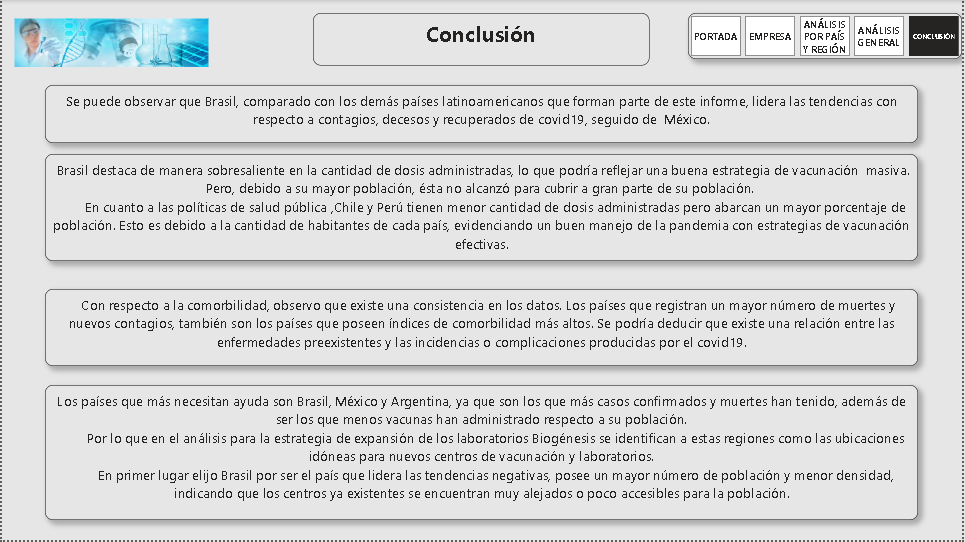 Conclusión
PORTADA
EMPRESA
ANÁLISIS
POR PAÍS
Y REGIÓN
ANÁLISIS
GENERAL
CONCLUSIÓN
Se puede observar que Brasil, comparado con los demás países latinoamericanos que forman parte de este informe, lidera las tendencias con
respecto a contagios, decesos y recuperados de covid19, seguido de México.
Brasil destaca de manera sobresaliente en la cantidad de dosis administradas, lo que podría reflejar una buena estrategia de vacunación masiva.
Pero, debido a su mayor población, ésta no alcanzó para cubrir a gran parte de su población.
En cuanto a las políticas de salud pública ,Chile y Perú tienen menor cantidad de dosis administradas pero abarcan un mayor porcentaje de
población. Esto es debido a la cantidad de habitantes de cada país, evidenciando un buen manejo de la pandemia con estrategias de vacunación
efectivas.
Con respecto a la comorbilidad, observo que existe una consistencia en los datos. Los países que registran un mayor número de muertes y
nuevos contagios, también son los países que poseen índices de comorbilidad más altos. Se podría deducir que existe una relación entre las
enfermedades preexistentes y las incidencias o complicaciones producidas por el covid19.
Los países que más necesitan ayuda son Brasil, México y Argentina, ya que son los que más casos confirmados y muertes han tenido, además de
ser los que menos vacunas han administrado respecto a su población.
Por lo que en el análisis para la estrategia de expansión de los laboratorios Biogénesis se identifican a estas regiones como las ubicaciones
idóneas para nuevos centros de vacunación y laboratorios.
En primer lugar elijo Brasil por ser el país que lidera las tendencias negativas, posee un mayor número de población y menor densidad,
indicando que los centros ya existentes se encuentran muy alejados o poco accesibles para la población.